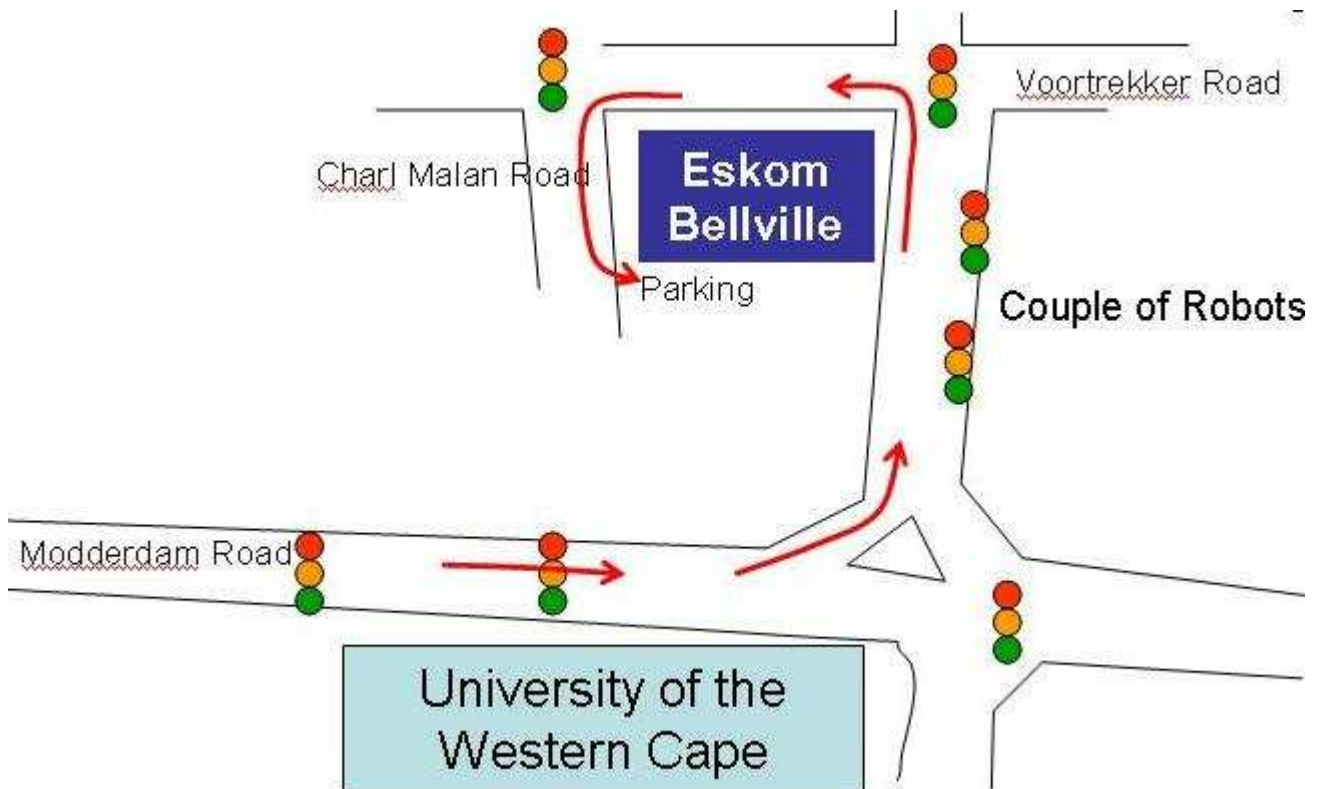 Voortrekker Road
Charl Malan Road
Eskom
Bellville
Parking
Couple of Robots
Modderdam Road
University of the
Western Cape